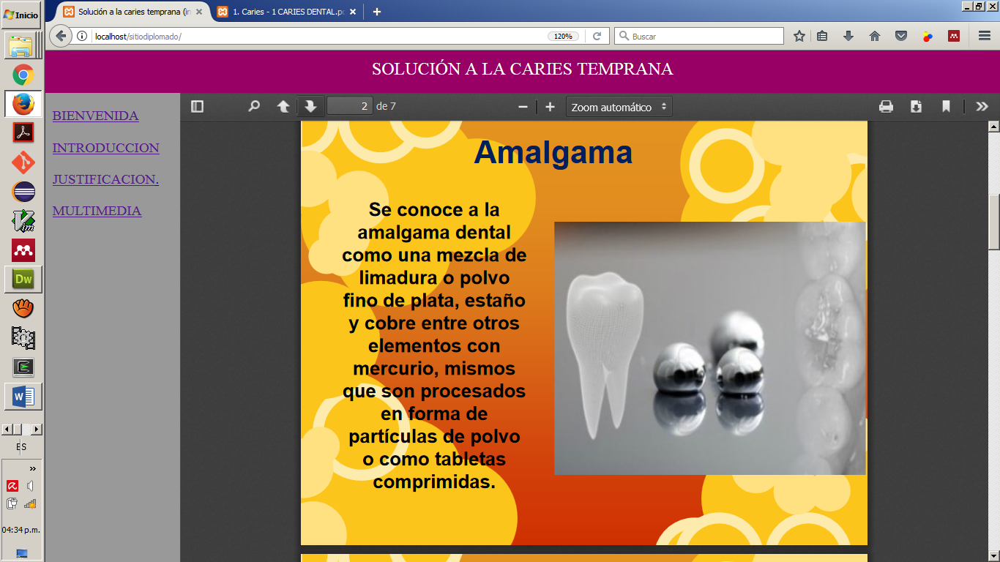 Inicio
Solución a la caries temprana (in
1. Caries - 1 CARIES DENTAL.pd
localhost/sitiodiplomado/
120%
Buscar
SOLUCIÓN A LA CARIES TEMPRANA
BIENVENIDA
INTRODUCCION
JUSTIFICACION.
MULTIMEDIA
2 de 7
Zoom automático
Amalgama
Se conoce a la
amalgama dental
como una mezcla de
limadura o polvo
fino de plata, estaño
y cobre entre otros
elementos con
mercurio, mismos
que son procesados
en forma de
partículas de polvo
o como tabletas
comprimidas.
Dw
W
ES
04:34 p.m.